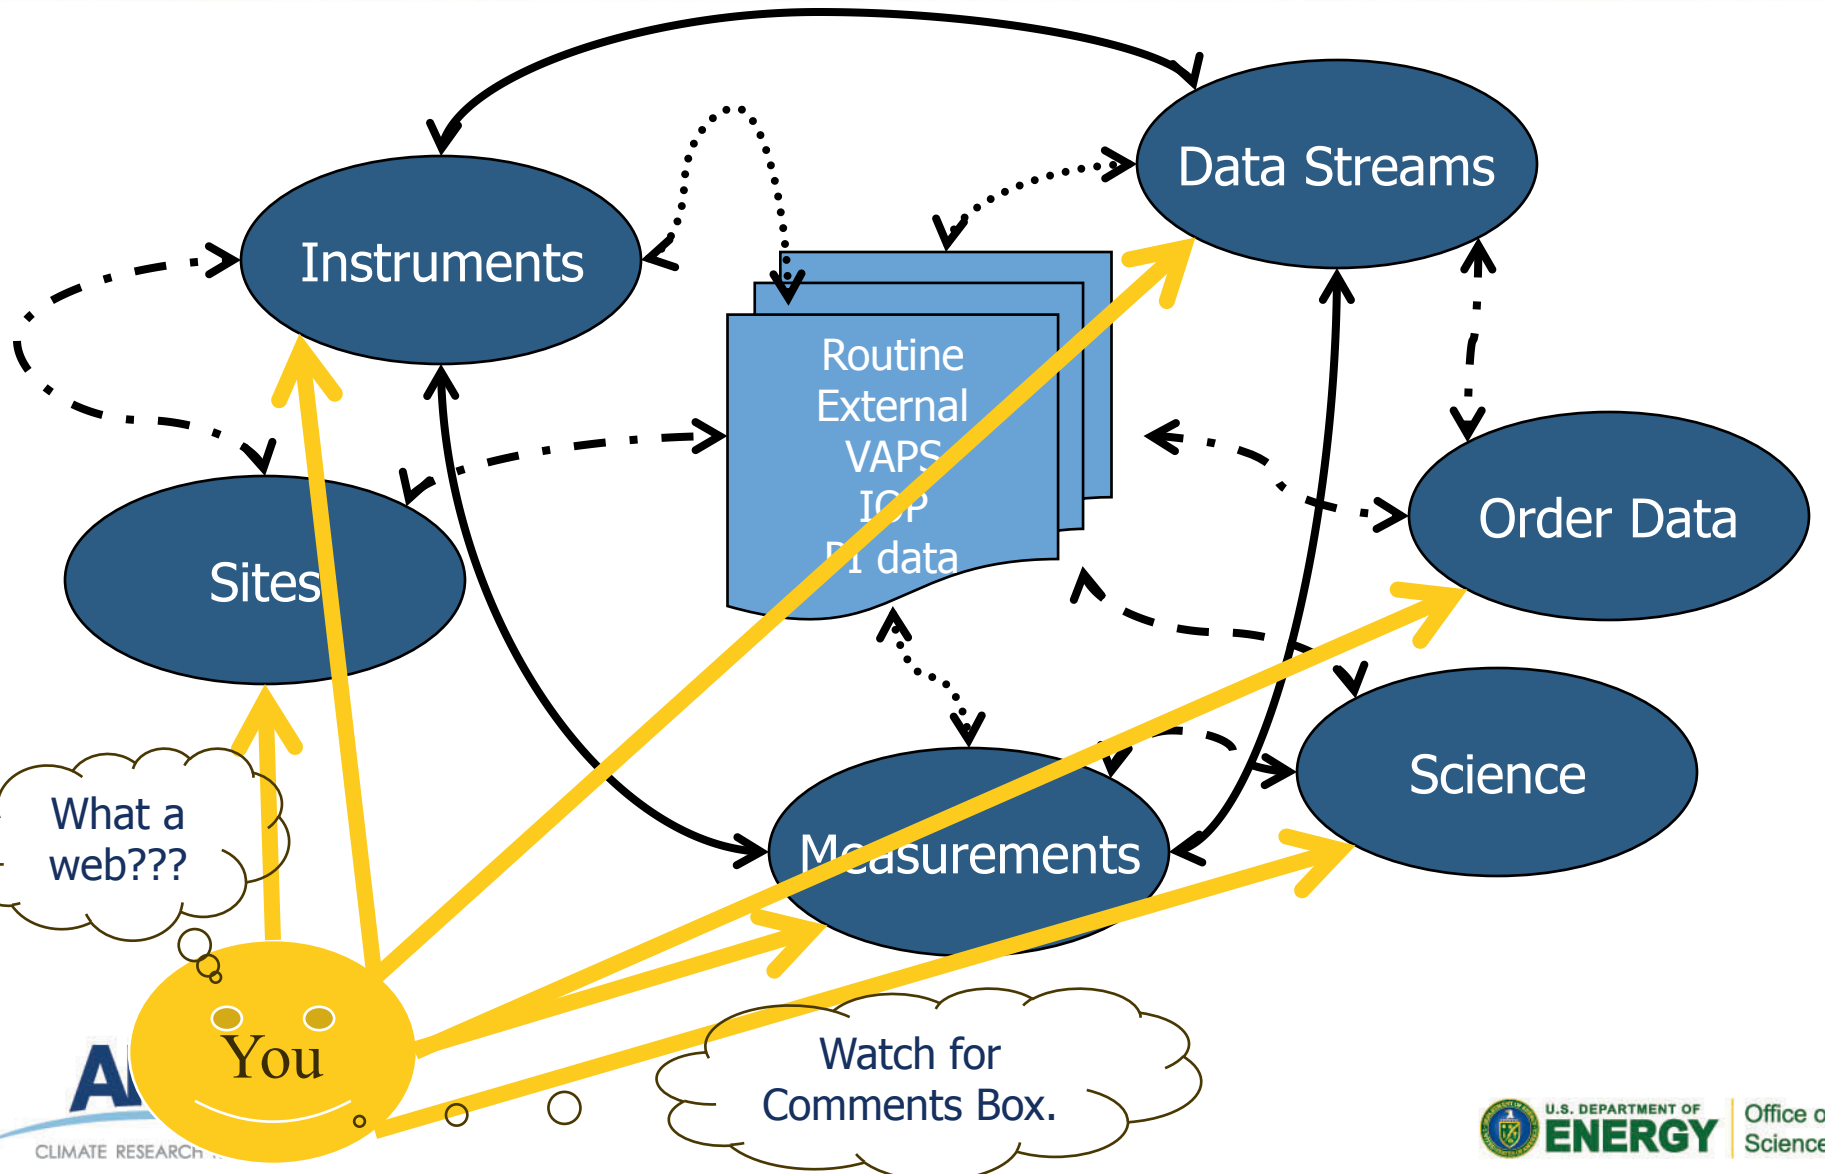 Data Streams
Instruments
Routine
External
VAPS
IOP
PI data
Order Data
Sites
Science
What a
web???
Measurements
You
Watch for
Comments Box.
CLIMATE RESEARCH
U.S. DEPARTMENT OF
ENERGY
Office of
Science